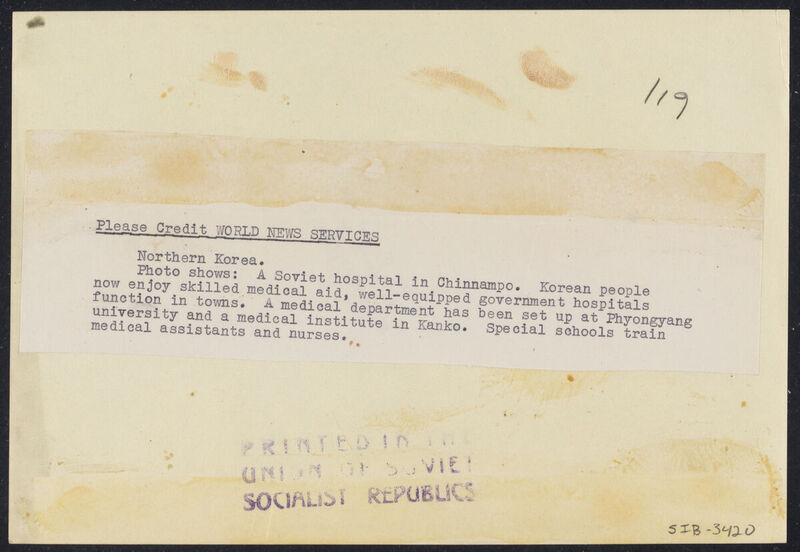 119
Please Credit WORLD NEWS SERVICES
Northern Korea.
Photo shows: A Soviet hospital in Chinnampo. Korean people
now enjoy skilled medical aid, well-equipped government hospitals
function in towns. A medical department has been set up at Phyongyang
university and a medical institute in Kanko. Special schools train
medical assistants and nurses.
PRINTED IN THE
UNION OF SOVIET
SOCIALIST REPUBLICS
SIB-3420